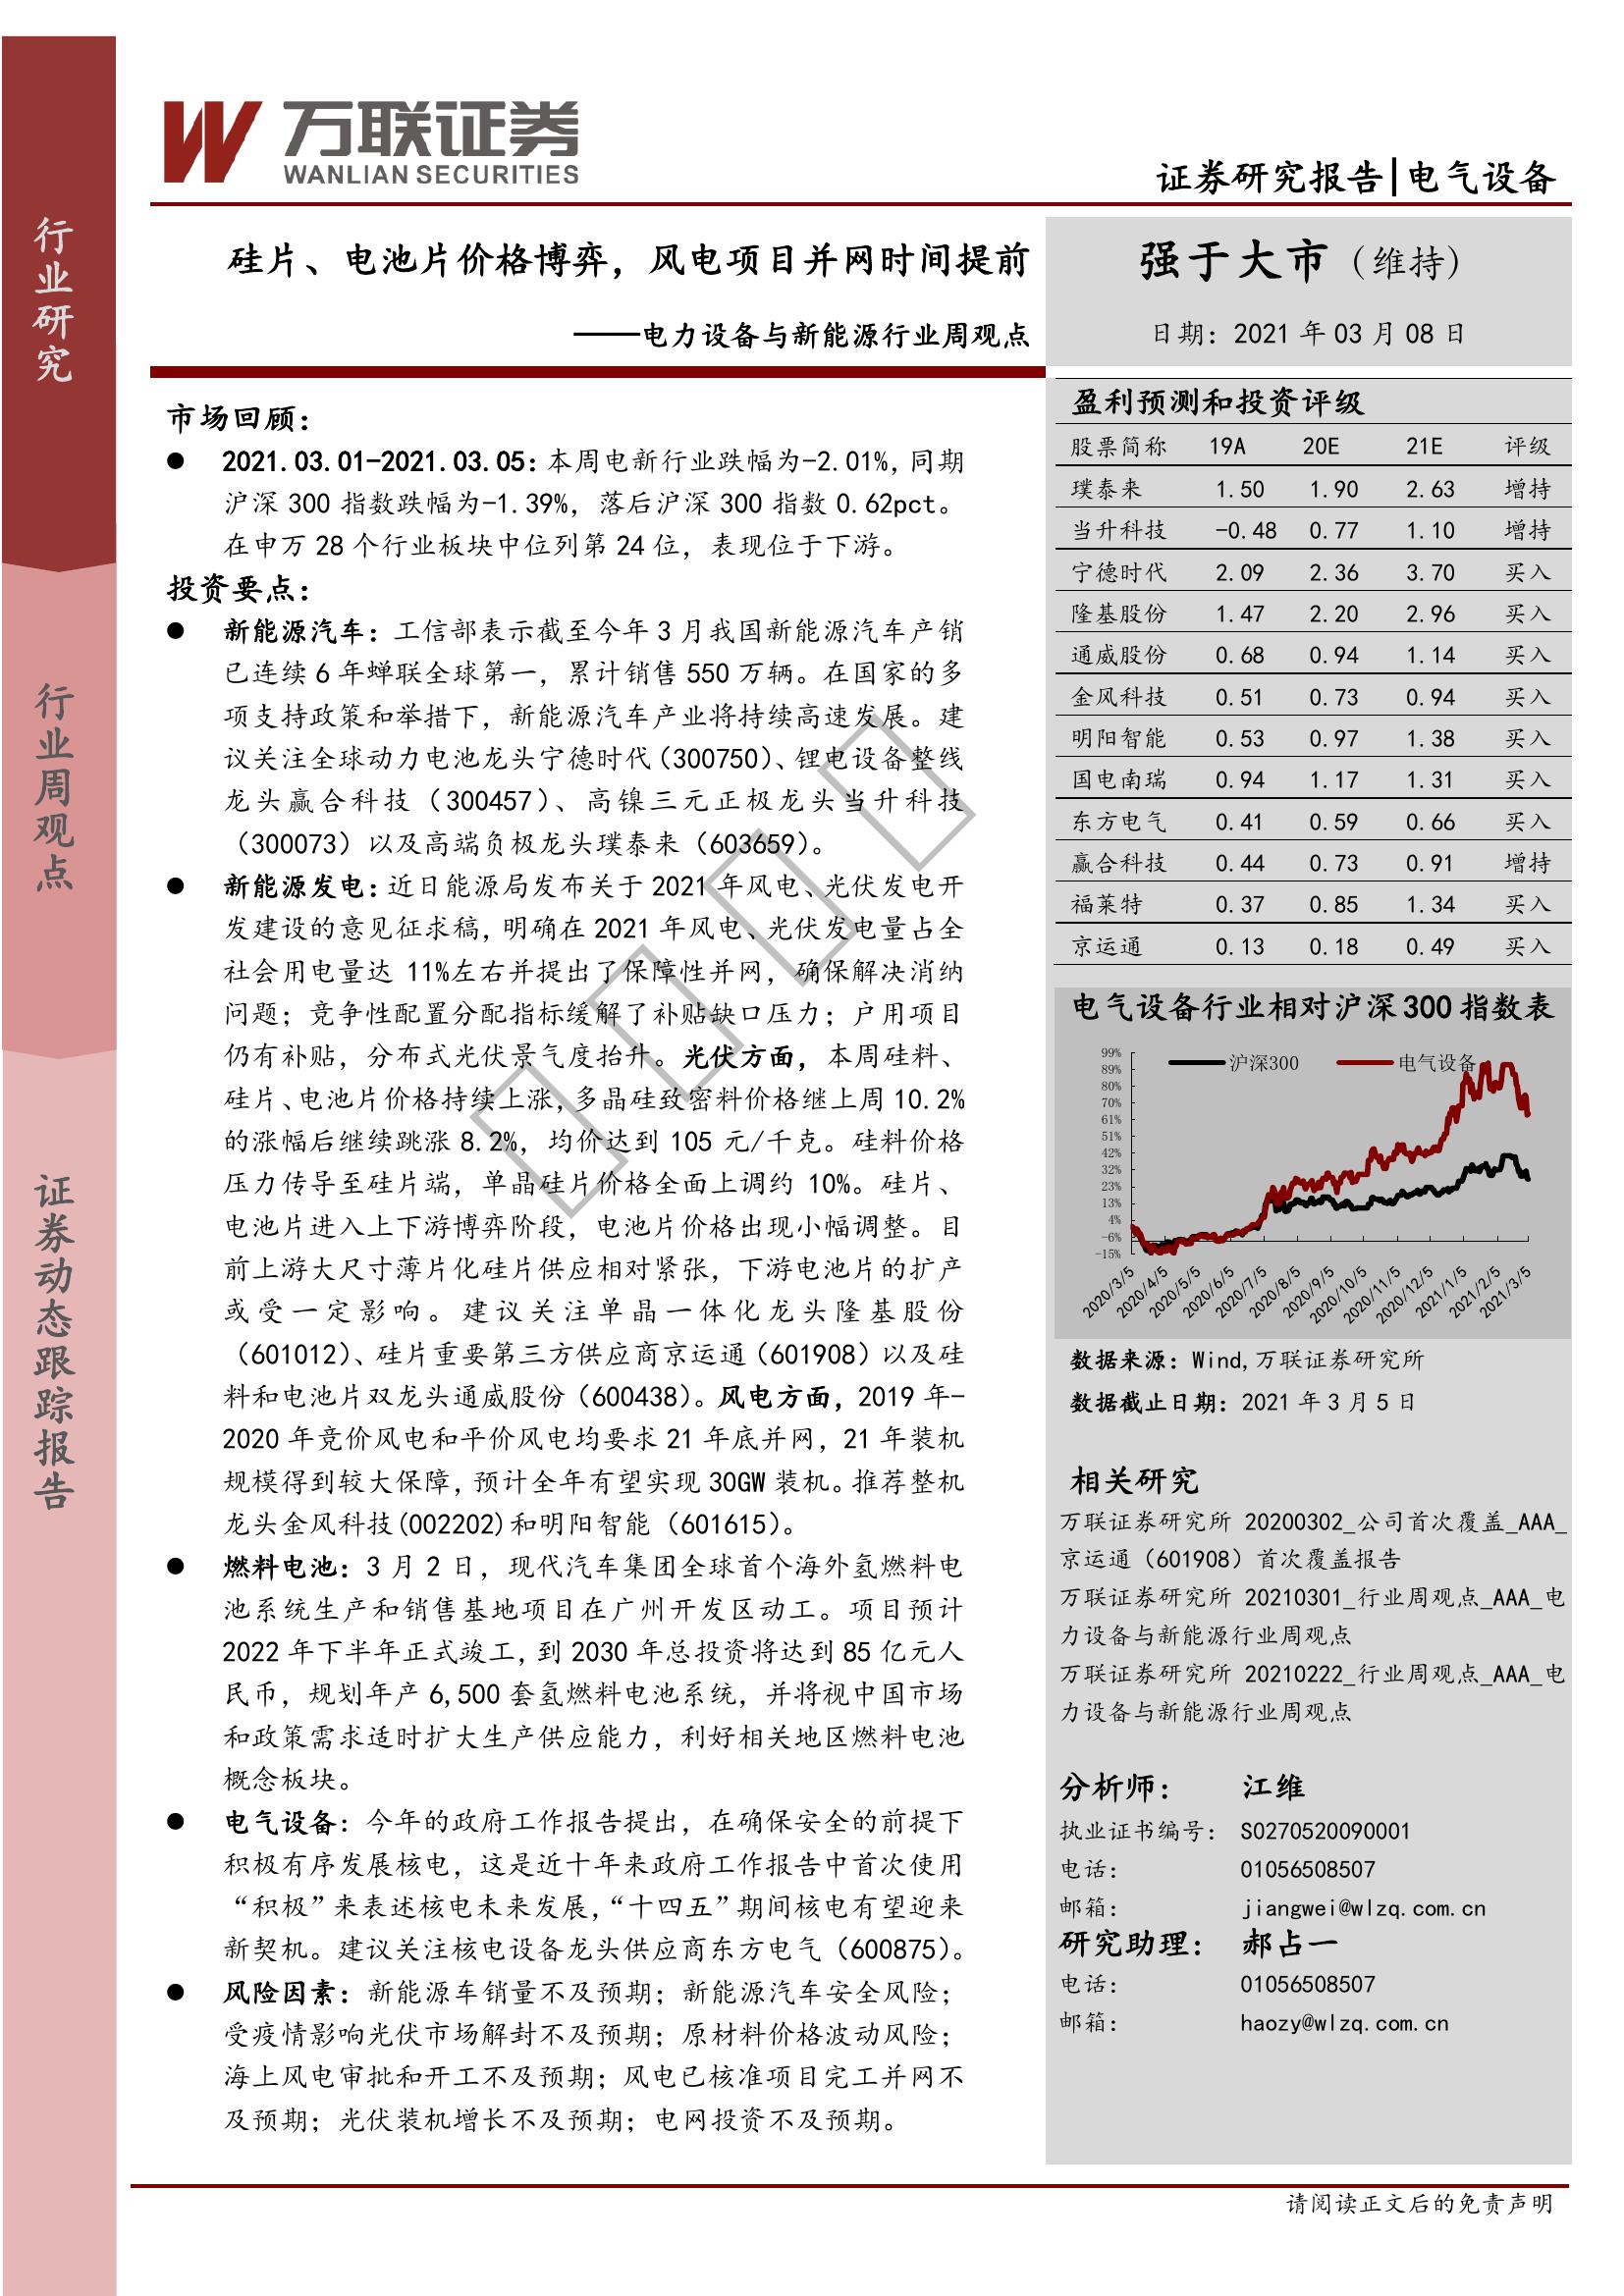 行业研究
行业周观点
证券动态跟踪报告
万联证券
WANLIAN SECURITIES
证券研究报告|电气设备
硅片、电池片价格博弈，风电项目并网时间提前
——电力设备与新能源行业周观点
强于大市（维持）
日期：2021 年 03 月 08 日
市场回顾：
● 2021.03.01-2021.03.05：本周电新行业跌幅为-2.01%，同期
沪深 300 指数跌幅为-1.39%，落后沪深 300 指数 0.62pct。
在申万 28 个行业板块中位列第 24 位，表现位于下游。
投资要点：
● 新能源汽车：工信部表示截至今年 3 月我国新能源汽车产销
已连续 6 年蝉联全球第一，累计销售 550 万辆。在国家的多
项支持政策和举措下，新能源汽车产业将持续高速发展。建
议关注全球动力电池龙头宁德时代（300750）、锂电设备整线
龙头赢合科技（300457）、高镍三元正极龙头当升科技
（300073）以及高端负极龙头璞泰来（603659）。
● 新能源发电：近日能源局发布关于 2021 年风电、光伏发电开
发建设的意见征求稿，明确在 2021 年风电、光伏发电量占全
社会用电量达 11%左右并提出了保障性并网，确保解决消纳
问题；竞争性配置分配指标缓解了补贴缺口压力；户用项目
仍有补贴，分布式光伏景气度抬升。光伏方面，本周硅料、
硅片、电池片价格持续上涨，多晶硅致密料价格继上周 10.2%
的涨幅后继续跳涨 8.2%，均价达到 105 元/千克。硅料价格
压力传导至硅片端，单晶硅片价格全面上调约 10%。硅片、
电池片进入上下游博弈阶段，电池片价格出现小幅调整。目
前上游大尺寸薄片化硅片供应相对紧张，下游电池片的扩产
或受一定影响。建议关注单晶一体化龙头隆基股份
（601012）、硅片重要第三方供应商京运通（601908）以及硅
料和电池片双龙头通威股份（600438）。风电方面，2019 年-
2020 年竞价风电和平价风电均要求 21 年底并网，21 年装机
规模得到较大保障，预计全年有望实现 30GW 装机。推荐整机
龙头金风科技(002202)和明阳智能（601615）。
● 燃料电池：3 月 2 日，现代汽车集团全球首个海外氢燃料电
池系统生产和销售基地项目在广州开发区动工。项目预计
2022 年下半年正式竣工，到 2030 年总投资将达到 85 亿元人
民币，规划年产 6,500 套氢燃料电池系统，并将视中国市场
和政策需求适时扩大生产供应能力，利好相关地区燃料电池
概念板块。
● 电气设备：今年的政府工作报告提出，在确保安全的前提下
积极有序发展核电，这是近十年来政府工作报告中首次使用
“积极”来表述核电未来发展，“十四五”期间核电有望迎来
新契机。建议关注核电设备龙头供应商东方电气（600875）。
● 风险因素：新能源车销量不及预期；新能源汽车安全风险；
受疫情影响光伏市场解封不及预期；原材料价格波动风险；
海上风电审批和开工不及预期；风电已核准项目完工并网不
及预期；光伏装机增长不及预期；电网投资不及预期。
盈利预测和投资评级
股票简称 19A 20E 21E 评级
璞泰来 1.50 1.90 2.63 增持
当升科技 -0.48 0.77 1.10 增持
宁德时代 2.09 2.36 3.70 买入
隆基股份 1.47 2.20 2.96 买入
通威股份 0.68 0.94 1.14 买入
金风科技 0.51 0.73 0.94 买入
明阳智能 0.53 0.97 1.38 买入
国电南瑞 0.94 1.17 1.31 买入
东方电气 0.41 0.59 0.66 买入
赢合科技 0.44 0.73 0.91 增持
福莱特 0.37 0.85 1.34 买入
京运通 0.13 0.18 0.49 买入
电气设备行业相对沪深 300 指数表
沪深300 电气设备
99%
89%
80%
70%
61%
51%
42%
32%
23%
13%
4%
-6%
-15%
2020/3/5 2020/4/5 2020/5/5 2020/6/5 2020/7/5 2020/8/5 2020/9/5 2020/10/5 2020/11/5 2020/12/5 2021/1/5 2021/2/5 2021/3/5
数据来源：Wind,万联证券研究所
数据截止日期：2021 年 3 月 5 日
相关研究
万联证券研究所 20200302_公司首次覆盖_AAA_
京运通（601908）首次覆盖报告
万联证券研究所 20210301_行业周观点_AAA_电
力设备与新能源行业周观点
万联证券研究所 20210222_行业周观点_AAA_电
力设备与新能源行业周观点
分析师： 江维
执业证书编号： S0270520090001
电话： 01056508507
邮箱： jiangwei@wlzq.com.cn
研究助理： 郝占一
电话： 01056508507
邮箱： haozy@wlzq.com.cn
请阅读正文后的免责声明